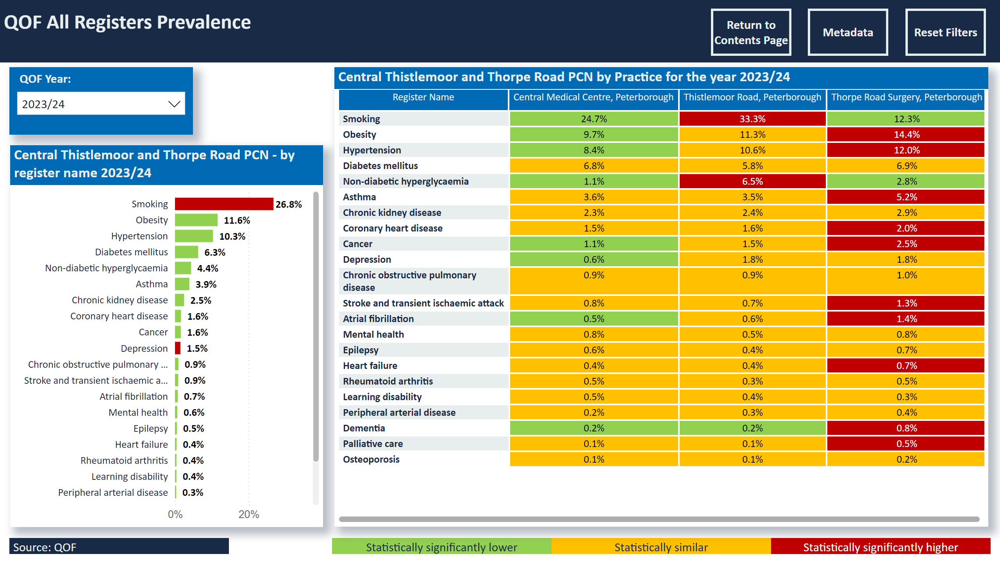 QOF All Registers Prevalence
Return to
Contents Page
Metadata
Reset Filters
QOF Year:
2023/24
Central Thistlemoor and Thorpe Road PCN - by
register name 2023/24
Smoking 26.8%
Obesity 11.6%
Hypertension 10.3%
Diabetes mellitus 6.3%
Non-diabetic hyperglycaemia 4.4%
Asthma 3.9%
Chronic kidney disease 2.5%
Coronary heart disease 1.6%
Cancer 1.6%
Depression 1.5%
Chronic obstructive pulmonary ... 0.9%
Stroke and transient ischaemic a... 0.9%
Atrial fibrillation 0.7%
Mental health 0.6%
Epilepsy 0.5%
Heart failure 0.4%
Rheumatoid arthritis 0.4%
Learning disability 0.4%
Peripheral arterial disease 0.3%
0% 20%
Central Thistlemoor and Thorpe Road PCN by Practice for the year 2023/24
Register Name Central Medical Centre, Peterborough Thistlemoor Road, Peterborough Thorpe Road Surgery, Peterborough
Smoking 24.7% 33.3% 12.3%
Obesity 9.7% 11.3% 14.4%
Hypertension 8.4% 10.6% 12.0%
Diabetes mellitus 6.8% 5.8% 6.9%
Non-diabetic hyperglycaemia 1.1% 6.5% 2.8%
Asthma 3.6% 3.5% 5.2%
Chronic kidney disease 2.3% 2.4% 2.9%
Coronary heart disease 1.5% 1.6% 2.0%
Cancer 1.1% 1.5% 2.5%
Depression 0.6% 1.8% 1.8%
Chronic obstructive pulmonary 0.9% 0.9% 1.0%
disease
Stroke and transient ischaemic attack 0.8% 0.7% 1.3%
Atrial fibrillation 0.5% 0.6% 1.4%
Mental health 0.8% 0.5% 0.8%
Epilepsy 0.6% 0.4% 0.7%
Heart failure 0.4% 0.4% 0.7%
Rheumatoid arthritis 0.5% 0.3% 0.5%
Learning disability 0.5% 0.4% 0.3%
Peripheral arterial disease 0.2% 0.3% 0.4%
Dementia 0.2% 0.2% 0.8%
Palliative care 0.1% 0.1% 0.5%
Osteoporosis 0.1% 0.1% 0.2%
Source: QOF
Statistically significantly lower Statistically similar Statistically significantly higher